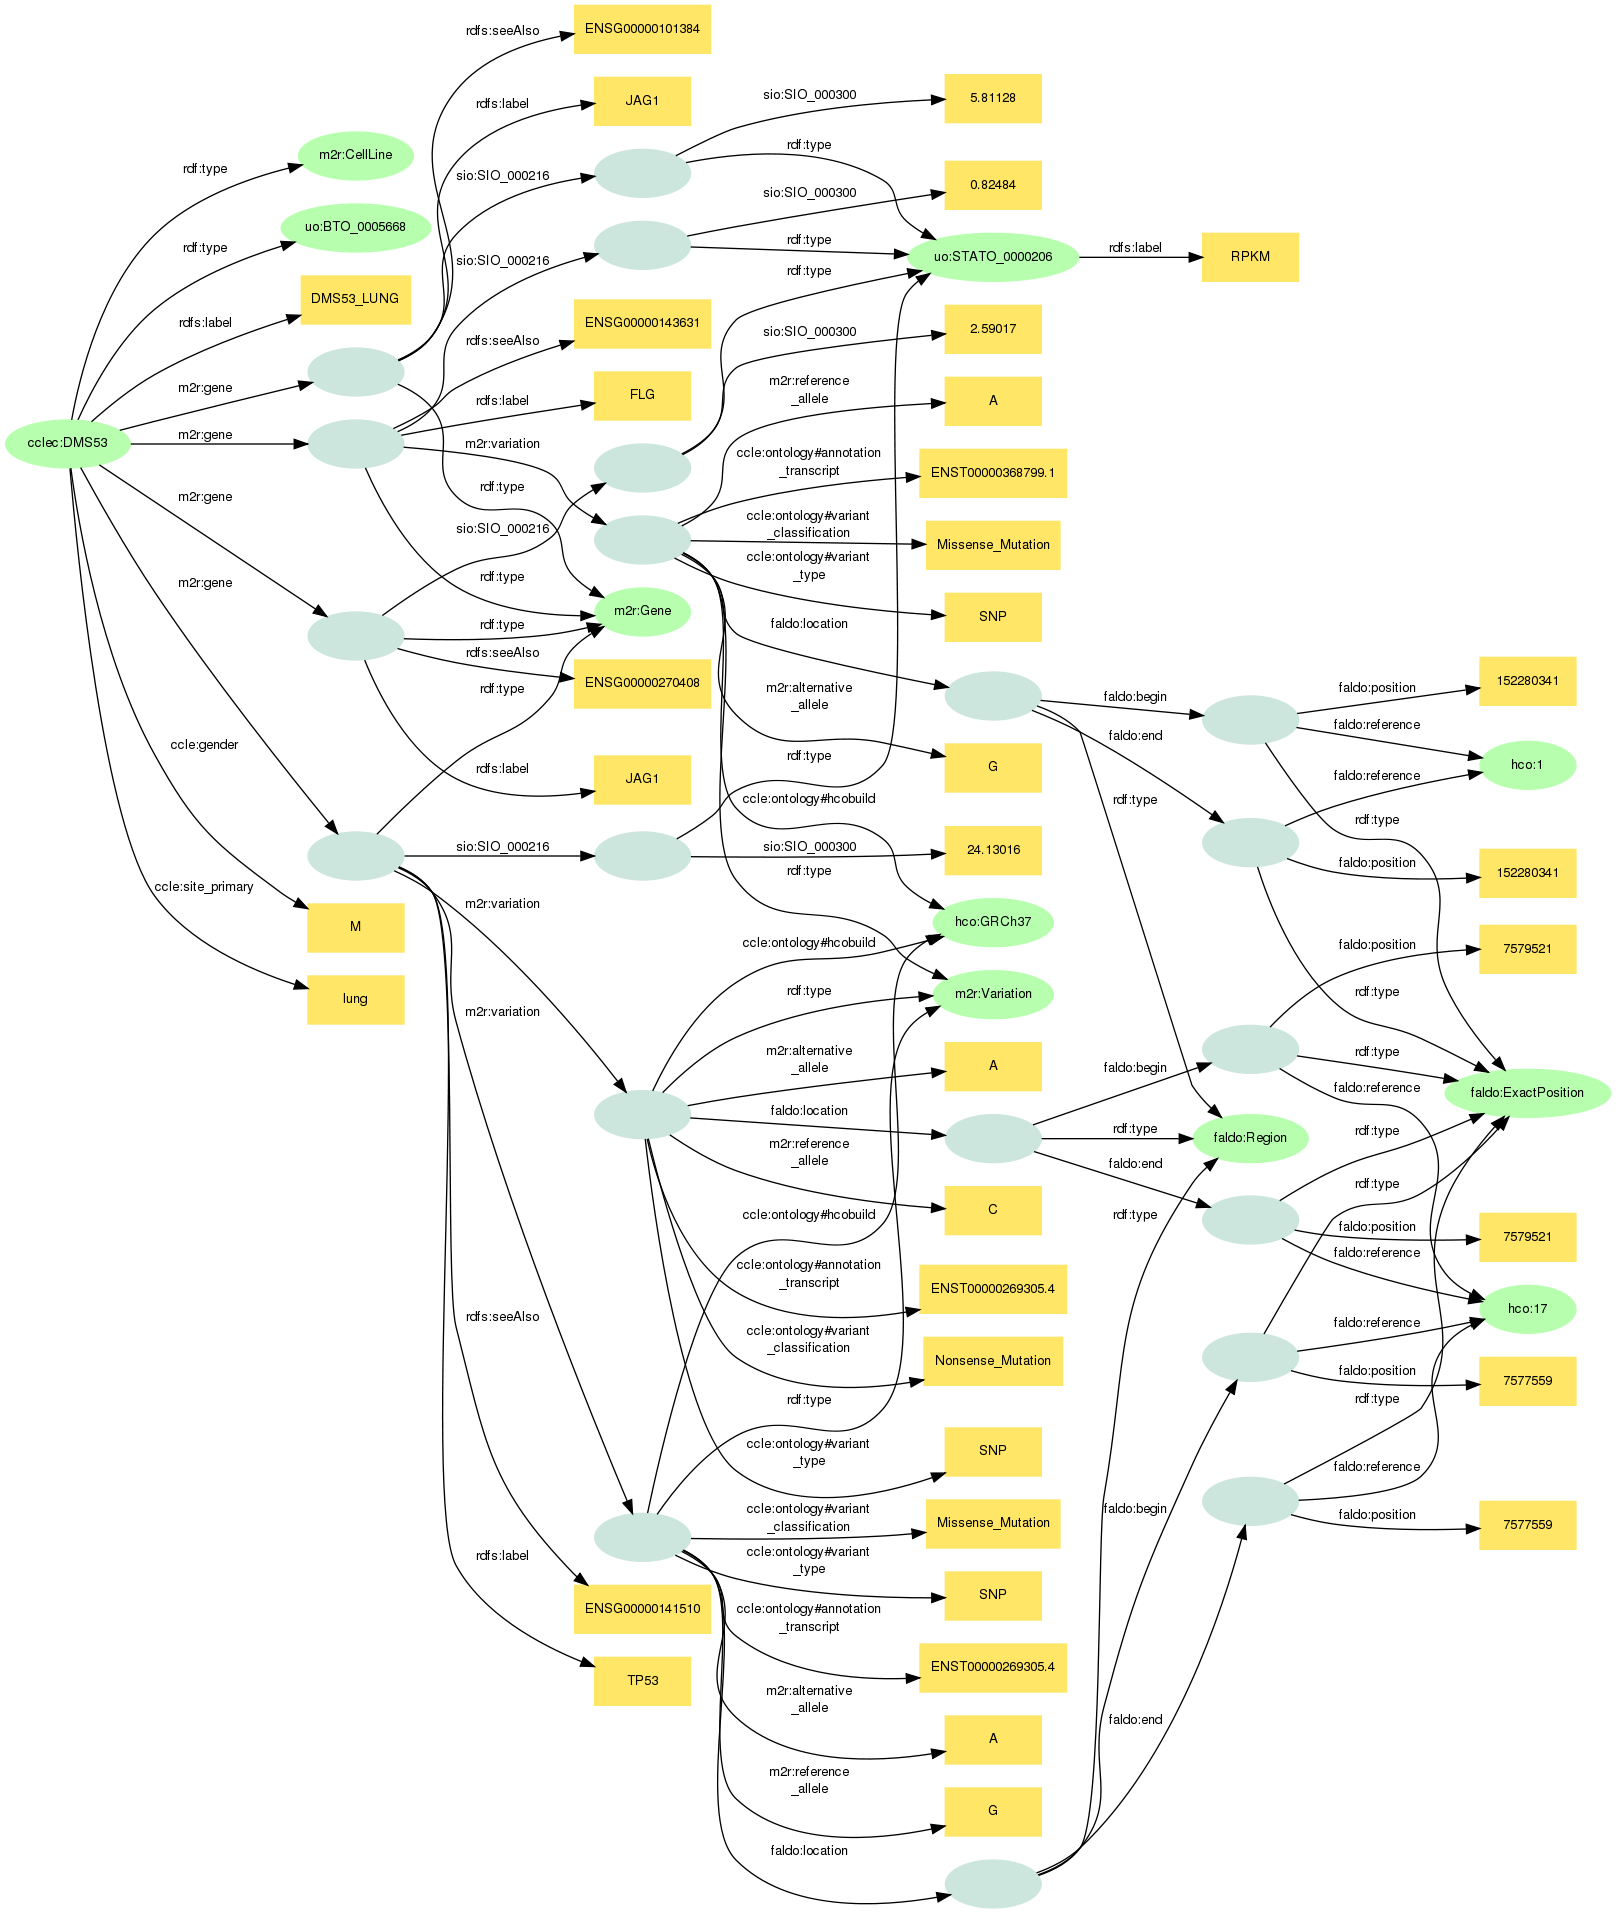 rdfs:seeAlso
ENSG00000101384
rdfs:label
JAG1
sio:SIO_000300
5.81128
rdf:type
m2r:CellLine
rdf:type
sio:SIO_000216
sio:SIO_000300
0.82484
rdf:type
uo:BTO_0005668
rdf:type
uo:STATO_0000206
rdfs:label
RPKM
sio:SIO_000216
rdf:type
rdfs:label
DMS53_LUNG
ENSG00000143631
rdfs:seeAlso
sio:SIO_000300
2.59017
m2r:gene
rdfs:label
FLG
m2r:reference
_allele
A
cclec:DMS53
m2r:gene
m2r:variation
ccle:ontology#annotation
_transcript
ENST00000368799.1
m2r:gene
rdf:type
sio:SIO_000216
ccle:ontology#variant
_classification
Missense_Mutation
m2r:gene
rdf:type
ccle:ontology#variant
_type
SNP
m2r:Gene
rdf:type
faldo:location
rdfs:seeAlso
ENSG00000270408
rdf:type
m2r:alternative
_allele
faldo:begin
faldo:position
152280341
ccle:gender
rdf:type
G
faldo:end
faldo:reference
hco:1
rdfs:label
JAG1
ccle:ontology#hcobuild
rdf:type
faldo:reference
rdf:type
sio:SIO_000216
sio:SIO_000300
24.13016
faldo:position
152280341
rdf:type
ccle:site_primary
m2r:variation
M
hco:GRCh37
ccle:ontology#hcobuild
faldo:position
7579521
lung
rdf:type
m2r:Variation
rdf:type
m2r:variation
m2r:alternative
_allele
A
faldo:begin
rdf:type
faldo:reference
faldo:ExactPosition
faldo:location
rdf:type
faldo:Region
rdf:type
m2r:reference
_allele
faldo:end
rdf:type
C
ccle:ontology#hcobuild
rdf:type
faldo:position
7579521
faldo:reference
ccle:ontology#annotation
_transcript
ENST00000269305.4
hco:17
rdfs:seeAlso
faldo:reference
ccle:ontology#variant
_classification
Nonsense_Mutation
faldo:position
7577559
rdf:type
rdf:type
ccle:ontology#variant
_type
SNP
faldo:reference
ccle:ontology#variant
_classification
Missense_Mutation
faldo:begin
faldo:position
7577559
rdfs:label
ccle:ontology#variant
_type
SNP
ENSG00000141510
ccle:ontology#annotation
_transcript
ENST00000269305.4
TP53
m2r:alternative
_allele
A
faldo:end
m2r:reference
_allele
G
faldo:location